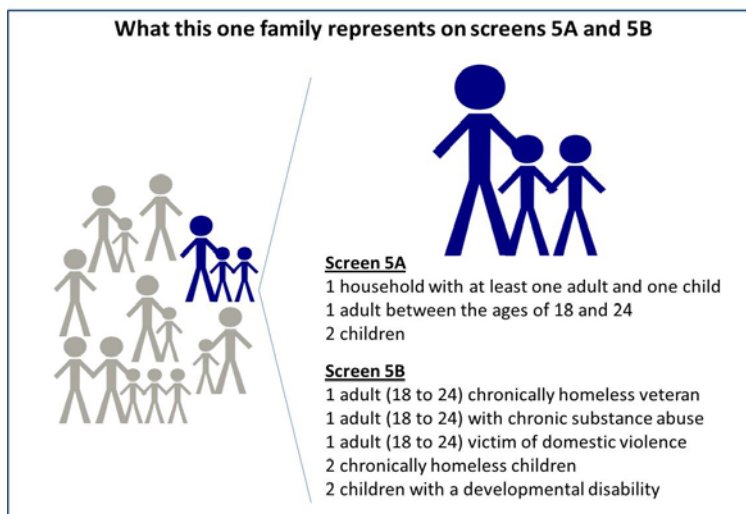 What this one family represents on screens 5A and 5B
Screen 5A
1 household with at least one adult and one child
1 adult between the ages of 18 and 24
2 children
Screen 5B
1 adult (18 to 24) chronically homeless veteran
1 adult (18 to 24) with chronic substance abuse
1 adult (18 to 24) victim of domestic violence
2 chronically homeless children
2 children with a developmental disability